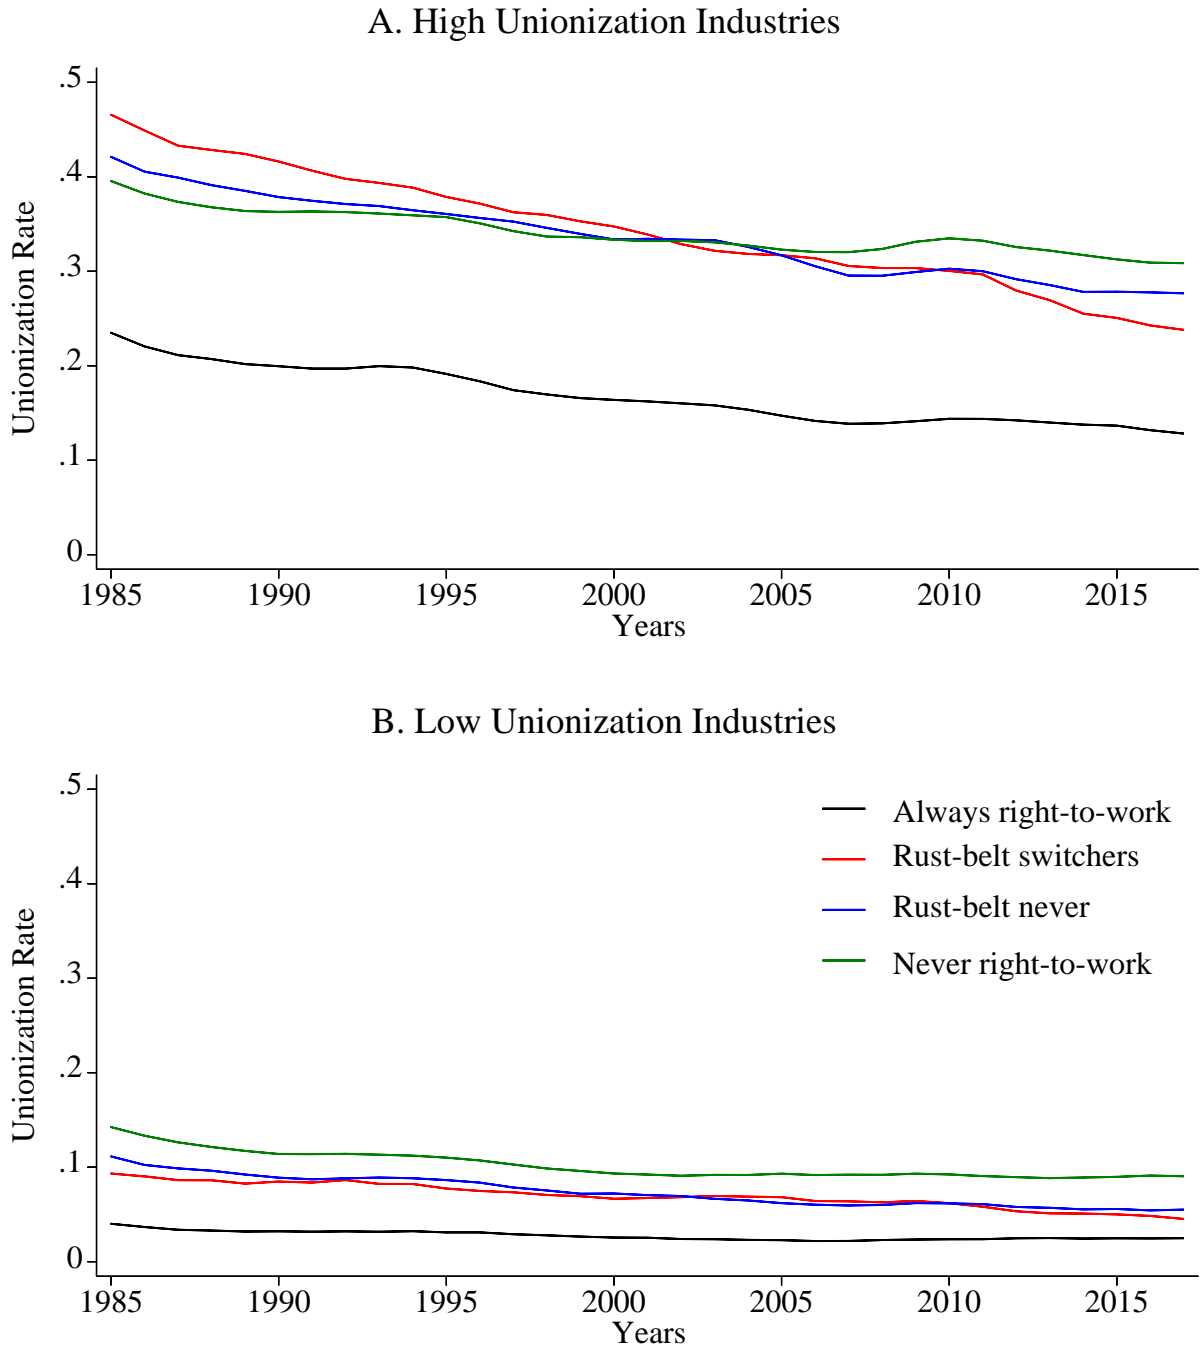 A. High Unionization Industries
Unionization Rate
.5
.4
.3
.2
.1
0
1985 1990 1995 2000 2005 2010 2015
Years
B. Low Unionization Industries
Unionization Rate
.5
.4
.3
.2
.1
0
Always right-to-work
Rust-belt switchers
Rust-belt never
Never right-to-work
1985 1990 1995 2000 2005 2010 2015
Years